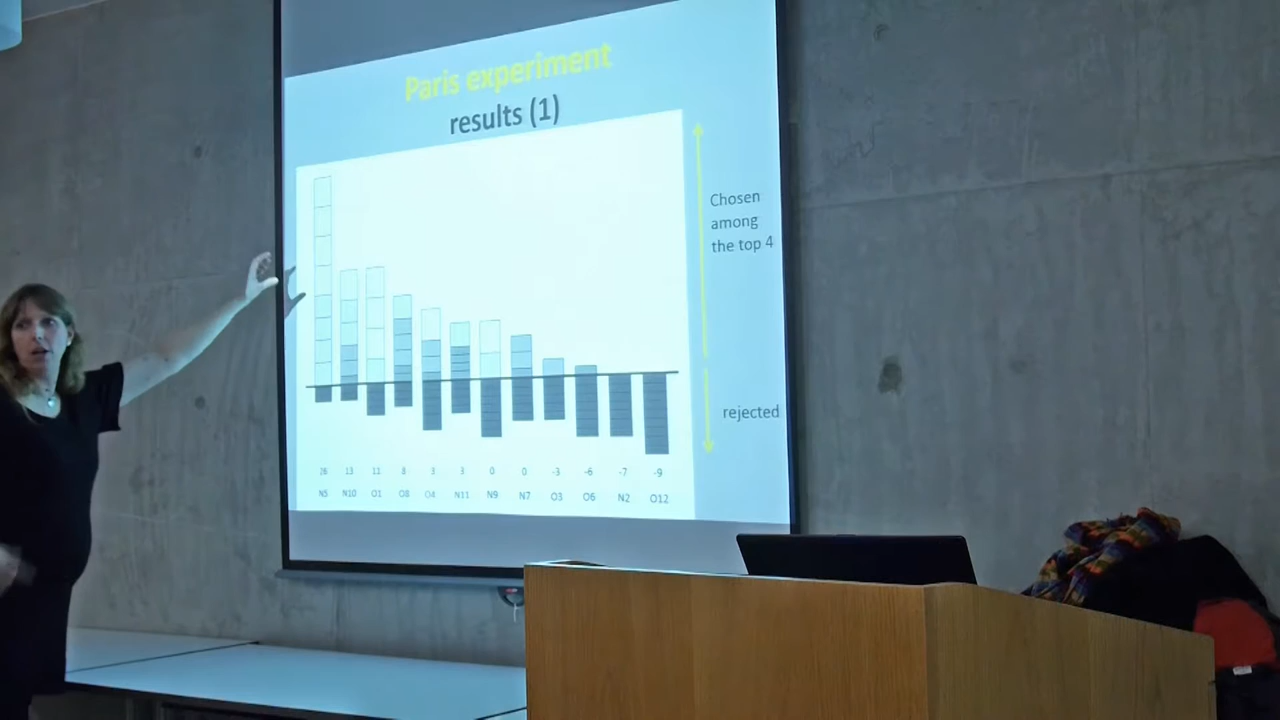 Paris experiment
results (1)
Chosen
among
the top 4
rejected
28 13 11 8 3 3 0 0 -3 -6 -7 -9
N5 N10 O1 O8 O4 N11 N9 N7 O3 O6 N2 O12